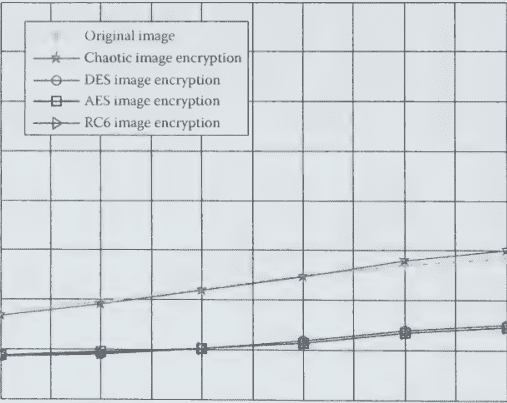 Original image
Chaotic image encryption
DES image encryption
AES image encryption
RC6 image encryption